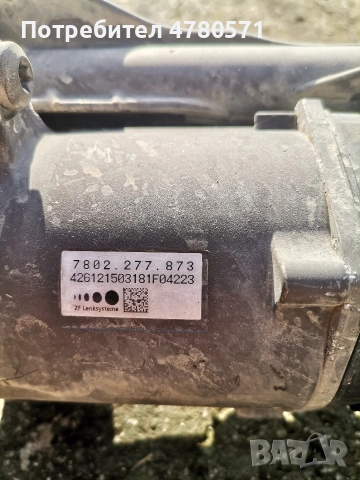 Потребител 4780571
7802.277.873
426121503181F04223
ZF Lenksysteme
BAZAR